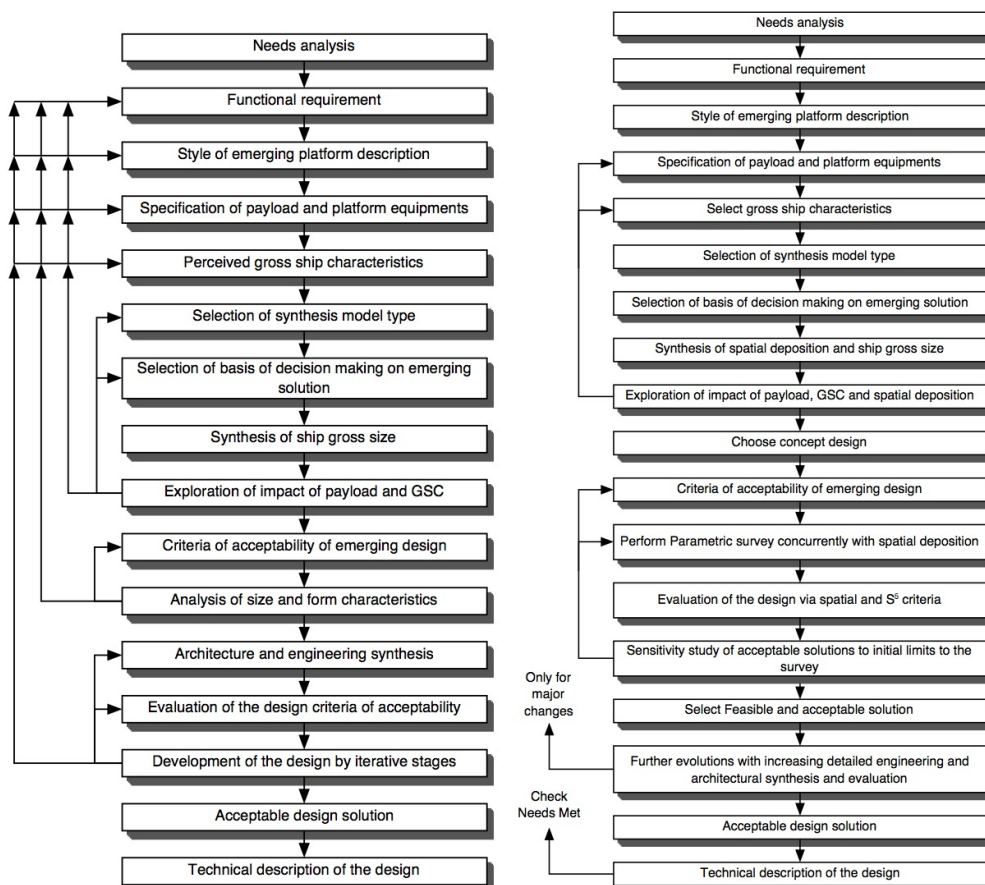 Needs analysis
Functional requirement
Style of emerging platform description
Specification of payload and platform equipments
Perceived gross ship characteristics
Selection of synthesis model type
Selection of basis of decision making on emerging
solution
Synthesis of ship gross size
Exploration of impact of payload and GSC
Criteria of acceptability of emerging design
Analysis of size and form characteristics
Architecture and engineering synthesis
Evaluation of the design criteria of acceptability
Development of the design by iterative stages
Acceptable design solution
Technical description of the design
Needs analysis
Functional requirement
Style of emerging platform description
Specification of payload and platform equipments
Select gross ship characteristics
Selection of synthesis model type
Selection of basis of decision making on emerging solution
Synthesis of spatial deposition and ship gross size
Exploration of impact of payload, GSC and spatial deposition
Choose concept design
Criteria of acceptability of emerging design
Perform Parametric survey concurrently with spatial deposition
Evaluation of the design via spatial and S⁵ criteria
Sensitivity study of acceptable solutions to initial limits to the
survey
Only for
major
changes
Select Feasible and acceptable solution
Further evolutions with increasing detailed engineering and
architectural synthesis and evaluation
Check
Needs Met
Acceptable design solution
Technical description of the design